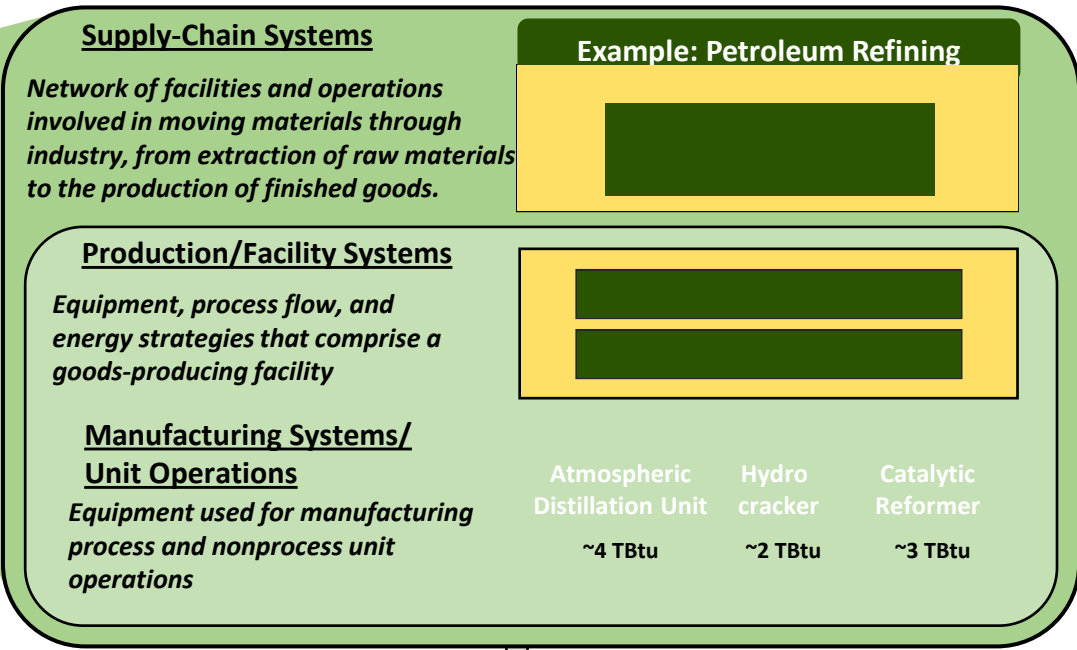 Supply-Chain Systems
Example: Petroleum Refining
Network of facilities and operations
involved in moving materials through
industry, from extraction of raw materials
to the production of finished goods.
Production/Facility Systems
Equipment, process flow, and
energy strategies that comprise a
goods-producing facility
Manufacturing Systems/
Unit Operations
Equipment used for manufacturing
process and nonprocess unit
operations
Atmospheric
Distillation Unit
~4 TBtu
Hydro
cracker
~2 TBtu
Catalytic
Reformer
~3 TBtu